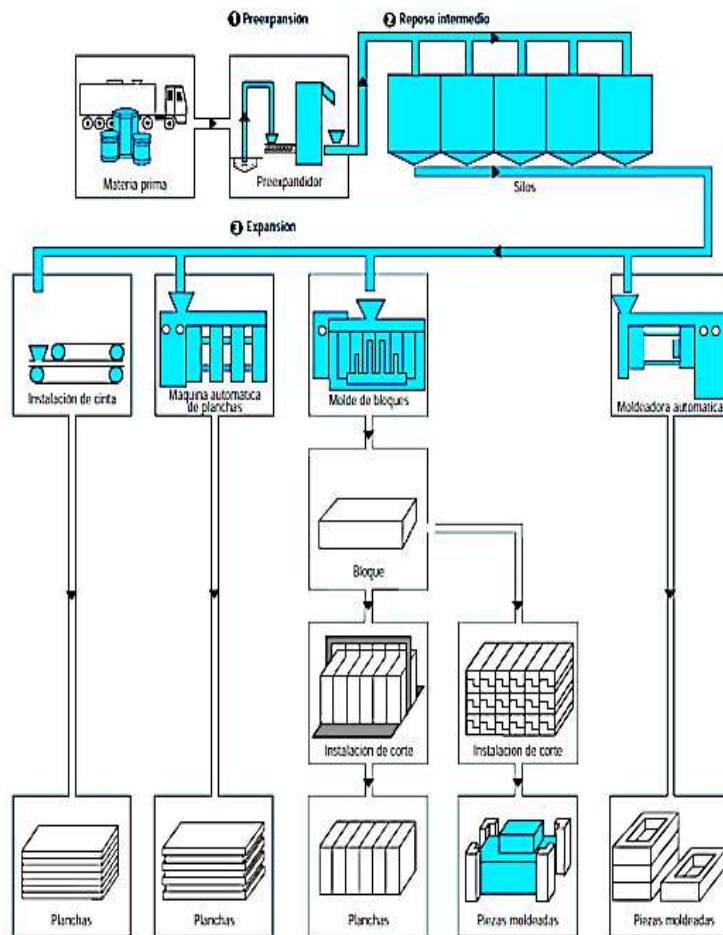 ❶ Preexpansión
❷ Reposo intermedio
Materia prima
Preexpandidor
Silos
❸ Expansión
Instalación de cinta
Maquina automatica
de planchas
Molde de bloques
Moldeadora automatica
Bloque
Instalación de corte
Instalación de corte
Planchas
Planchas
Planchas
Piezas moldeadas
Piezas moldeadas